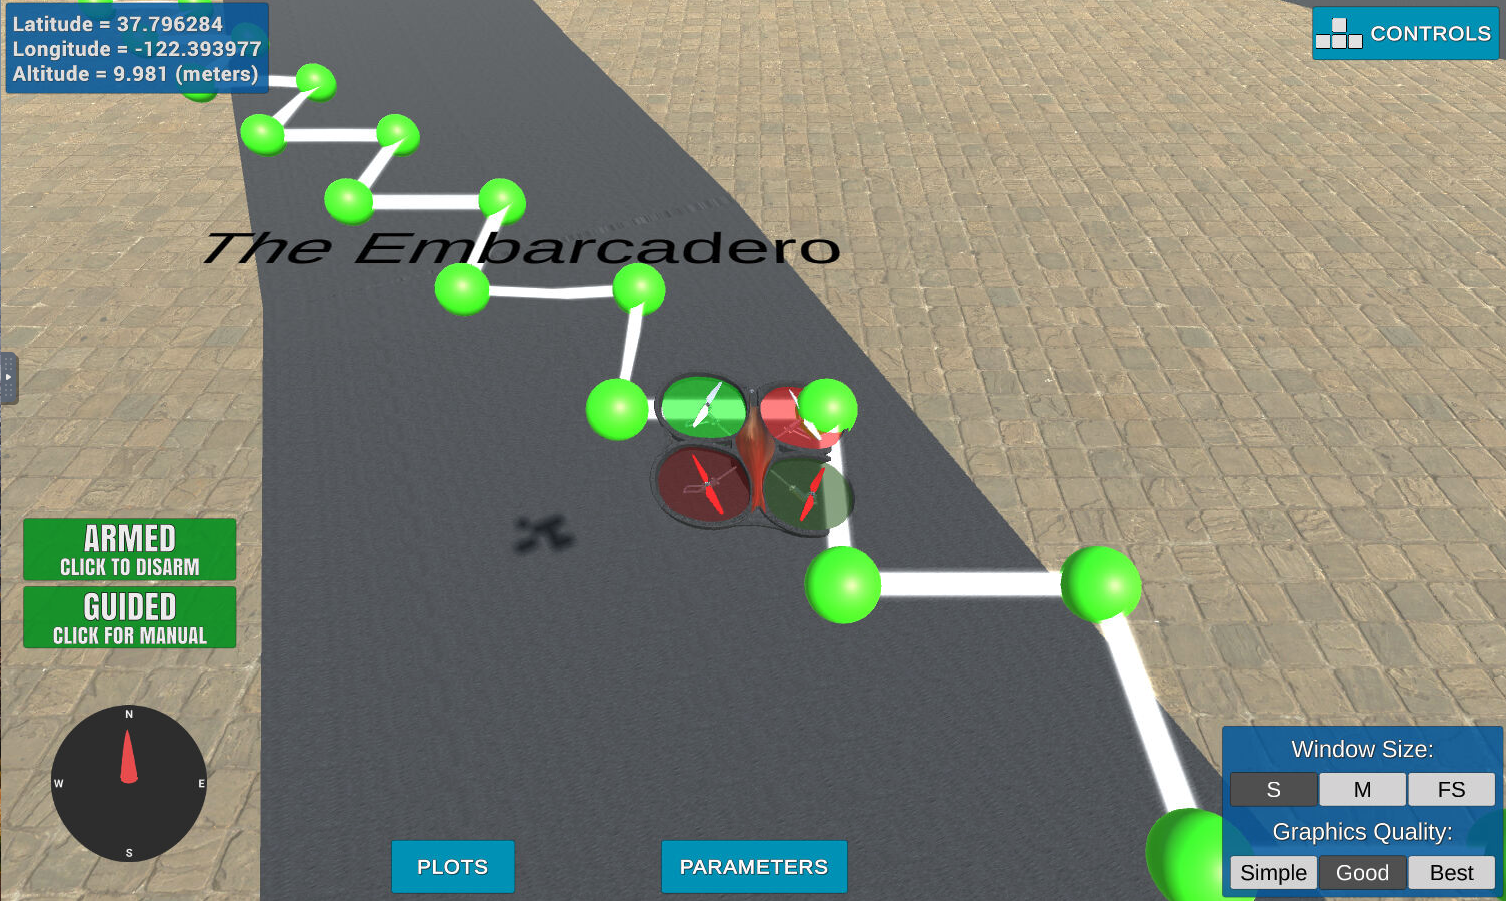 Latitude = 37.796284
Longitude = -122.393977
Altitude = 9.981 (meters)
CONTROLS
The Embarcadero
ARMED
CLICK TO DISARM
GUIDED
CLICK FOR MANUAL
N
W
E
S
PLOTS
PARAMETERS
Window Size:
S
M
FS
Graphics Quality:
Simple
Good
Best